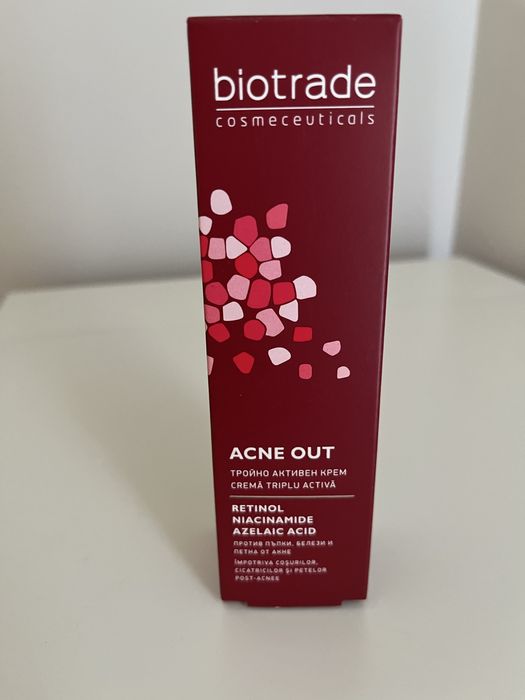 biotrade
cosmeceuticals
ACNE OUT
ТРОЙНО АКТИВЕН КРЕМ
CREMĂ TRIPLU ACTIVĂ
RETINOL
NIACINAMIDE
AZELAIC ACID
ПРОТИВ ПЪПКИ, БЕЛЕЗИ И
ПЕТНА ОТ АКНЕ
ÎMPOTRIVA COȘURILOR,
CICATRICILOR ȘI PETELOR
POST-ACNEE